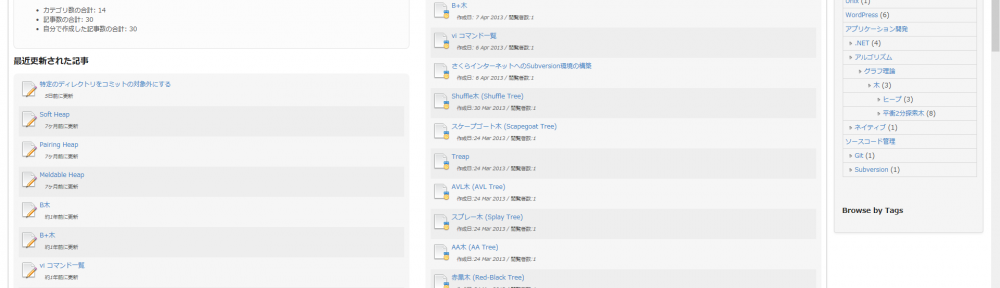 カテゴリ数の合計: 14
記事数の合計: 30
自分で作成した記事数の合計: 30
最近更新された記事
特定のディレクトリをコミットの対象外にする
5日前に更新
Soft Heap
7ヶ月前に更新
Pairing Heap
7ヶ月前に更新
Meldable Heap
7ヶ月前に更新
B木
約1年前に更新
B+木
約1年前に更新
vi コマンド一覧
約1年前に更新
B+木
作成日: 7 Apr 2013 / 閲覧者数:1
vi コマンド一覧
作成日: 6 Apr 2013 / 閲覧者数:1
さくらインターネットへのSubversion環境の構築
作成日: 6 Apr 2013 / 閲覧者数:1
Shuffle木 (Shuffle Tree)
作成日: 30 Mar 2013 / 閲覧者数:1
スケープゴート木 (Scapegoat Tree)
作成日: 24 Mar 2013 / 閲覧者数:1
Treap
作成日: 24 Mar 2013 / 閲覧者数:1
AVL木 (AVL Tree)
作成日: 24 Mar 2013 / 閲覧者数:1
スプレー木 (Splay Tree)
作成日: 24 Mar 2013 / 閲覧者数:1
AA木 (AA Tree)
作成日: 24 Mar 2013 / 閲覧者数:1
赤黒木 (Red-Black Tree)
Unix (1)
WordPress (6)
アプリケーション開発
.NET (4)
アルゴリズム
グラフ理論
木 (3)
ヒープ (3)
平衡2分探索木 (8)
ネイティブ (1)
ソースコード管理
Git (1)
Subversion (1)
Browse by Tags